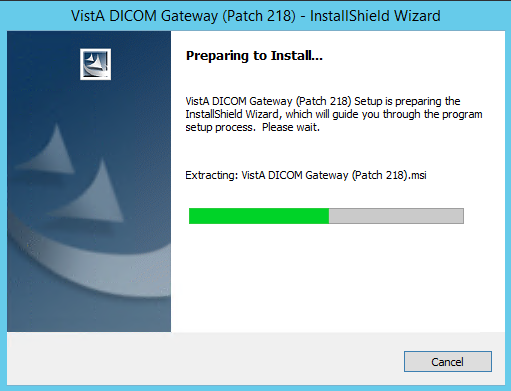 VistA DICOM Gateway (Patch 218) - InstallShield Wizard
Preparing to Install...
VistA DICOM Gateway (Patch 218) Setup is preparing the
InstallShield Wizard, which will guide you through the program
setup process.  Please wait.
Extracting: VistA DICOM Gateway (Patch 218).msi
Cancel